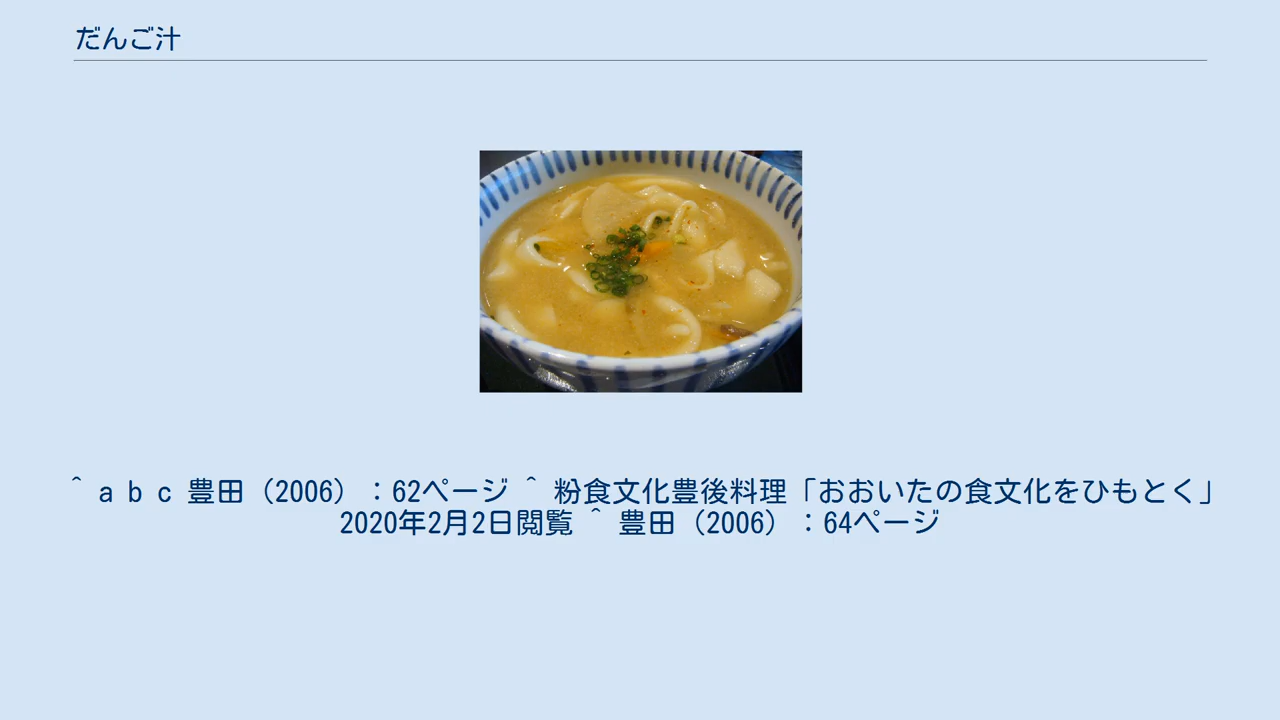 だんご汁
^ a b c 豊田（2006）：62ページ ^ 粉食文化豊後料理「おおいたの食文化をひもとく」
2020年2月2日閲覧 ^ 豊田（2006）：64ページ